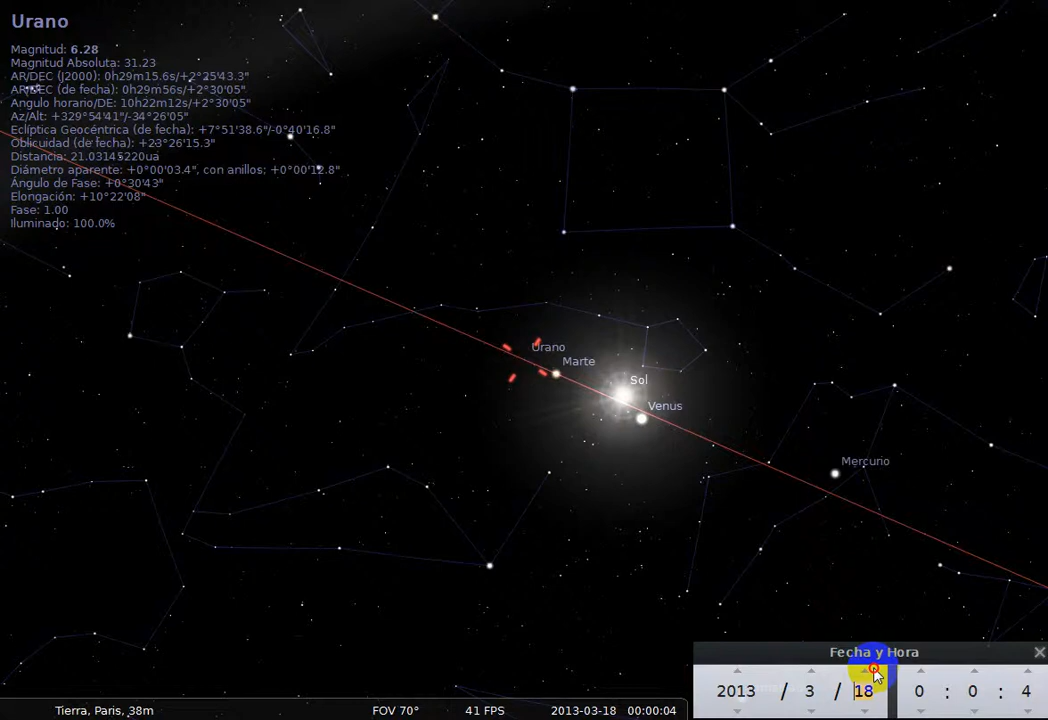 Urano
Magnitud: 6.28
Magnitud Absoluta: 31.23
AR/DEC (J2000): 0h29m15.6s/+2°25'43.3"
AR/DEC (de fecha): 0h29m56s/+2°30'05"
Angulo horario/DE: 10h22m12s/+2°30'05"
Az/Alt: +329°54'41"/-34°26'05"
Eclíptica Geocéntrica (de fecha): +7°51'38.6"/-0°40'16.8"
Oblicuidad (de fecha): +23°26'15.3"
Distancia: 21.03145220ua
Diámetro aparente: +0°00'03.4", con anillos: +0°00'12.8"
Ángulo de Fase: +0°30'43"
Elongación: +10°22'08"
Fase: 1.00
Iluminado: 100.0%
Urano
Marte
Sol
Venus
Mercurio
Fecha y Hora
2013 / 3 / 18 0 : 0 : 4
Tierra, Paris, 38m FOV 70° 41 FPS 2013-03-18 00:00:04